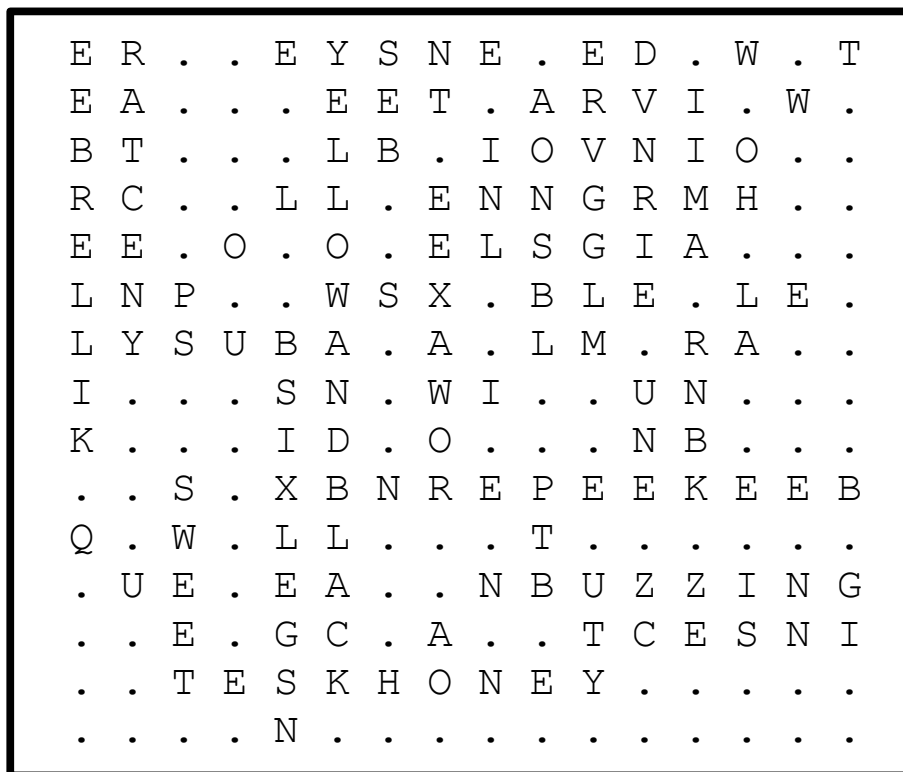 E R . . E Y S N E . E D . W . T
E A . . . E E T . A R V I . W .
B T . . . L B . I O V N I O . .
R C . . L L . E N N G R M H . .
E E . O . O . E L S G I A . . .
L N P . . W S X . B L E . L E .
L Y S U B A . A . L M . R A . .
I . . . S N . W I . . U N . . .
K . . . I D . O . . . N B . . .
. . S . X B N R E P E E K E E B
Q . W . L L . . . T . . . . . .
. U E . E A . . N B U Z Z I N G
. . E . G C . A . . T C E S N I
. . T E S K H O N E Y . . . . .
. . . . N . . . . . . . . . . .